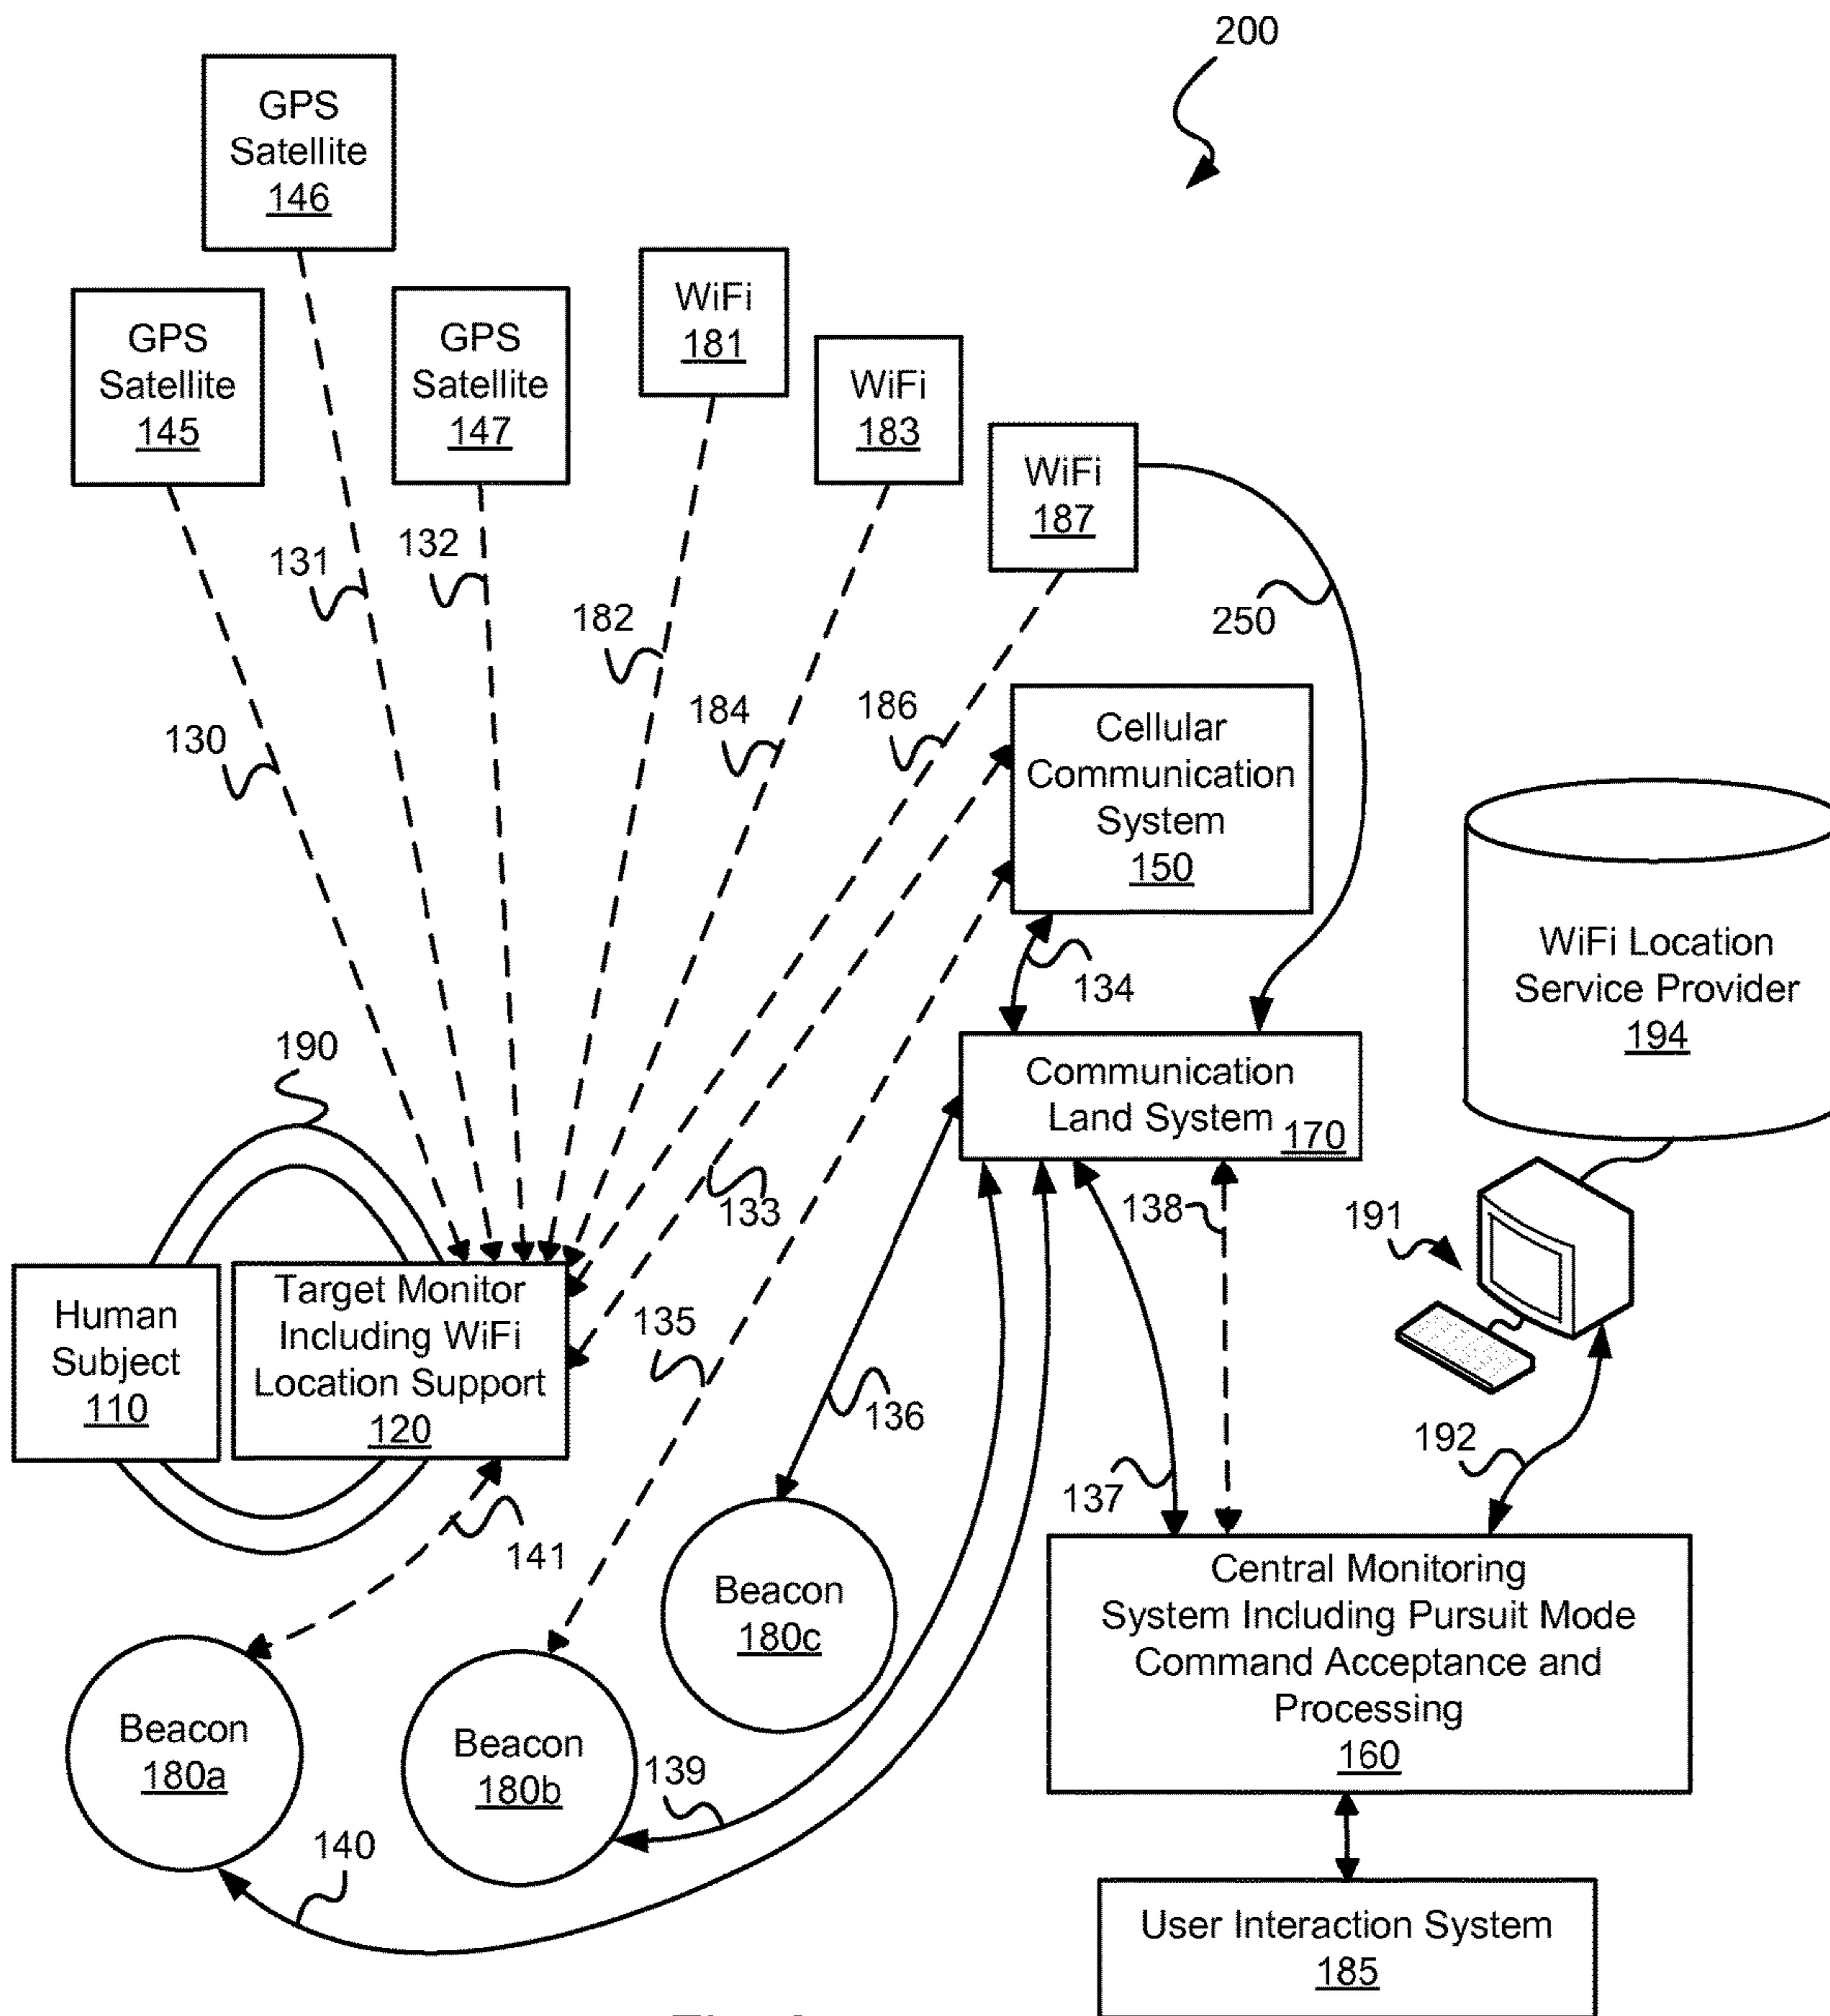 200
GPS
Satellite
146
GPS
Satellite
145
GPS
Satellite
147
WiFi
181
WiFi
183
WiFi
187
131
132
182
250
130
184
186
Cellular
Communication
System
150
WiFi Location
Service Provider
194
134
190
Communication
Land System 170
133
138
191
Human
Subject
110
Target Monitor
Including WiFi
Location Support
120
135
136
192
137
141
Beacon
180c
Central Monitoring
System Including Pursuit Mode
Command Acceptance and
Processing
160
Beacon
180a
Beacon
180b
139
140
User Interaction System
185